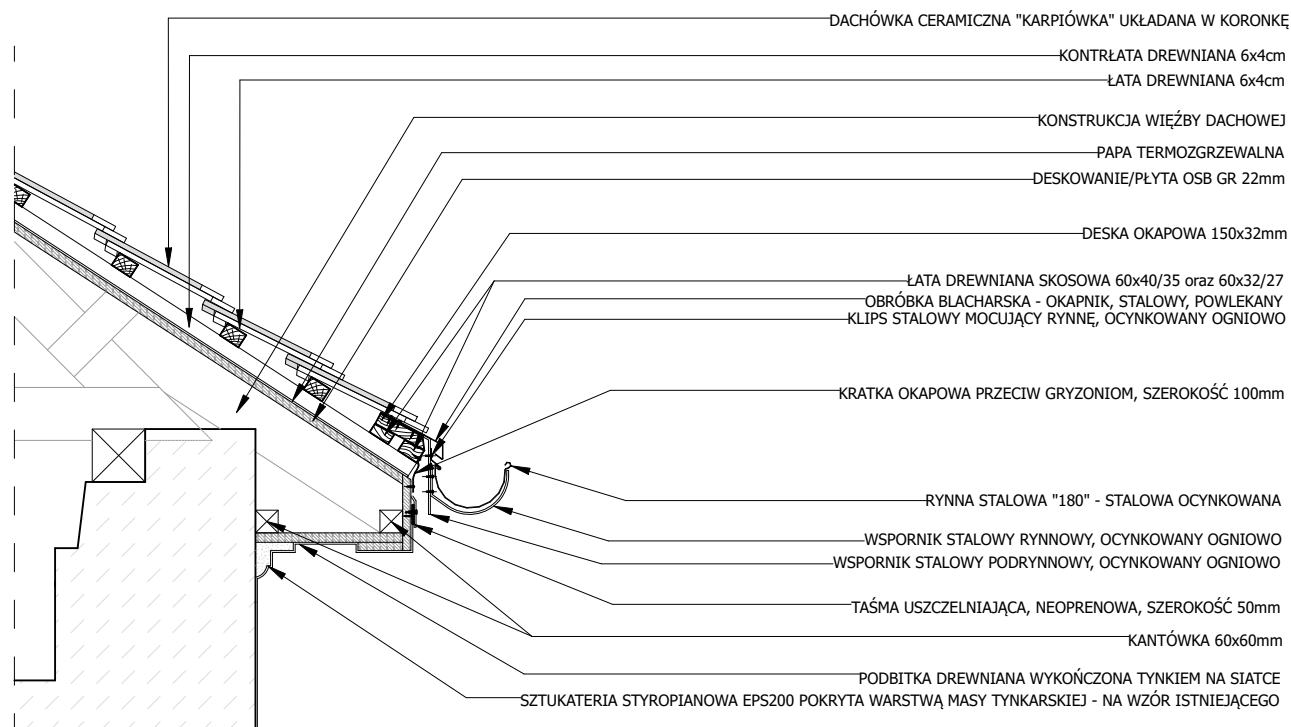 DACHÓWKA CERAMICZNA "KARPIÓWKA" UKŁADANA W KORONKĘ
KONTRŁATA DREWNIANA 6x4cm
ŁATA DREWNIANA 6x4cm
KONSTRUKCJA WIĘŹBY DACHOWEJ
PAPA TERMOZGRZEWALNA
DESKOWANIE/PŁYTA OSB GR 22mm
DESKA OKAPOWA 150x32mm
ŁATA DREWNIANA SKOSOWA 60x40/35 oraz 60x32/27
OBRÓBKA BLACHARSKA - OKAPNIK, STALOWY, POWLEKANY
KLIPS STALOWY MOCUJĄCY RYNNĘ, OCYNKOWANY OGNIOWO
KRATKA OKAPOWA PRZECIW GRYZONIOM, SZEROKOŚĆ 100mm
RYNNA STALOWA "180" - STALOWA OCYNKOWANA
WSPORNIK STALOWY RYNNOWY, OCYNKOWANY OGNIOWO
WSPORNIK STALOWY PODRYNNOWY, OCYNKOWANY OGNIOWO
TAŚMA USZCZELNIAJĄCA, NEOPRENOWA, SZEROKOŚĆ 50mm
KANTÓWKA 60x60mm
PODBITKA DREWNIANA WYKOŃCZONA TYNKIEM NA SIATCE
SZTUKATERIA STYROPIANOWA EPS200 POKRYTA WARSTWĄ MASY TYNKARSKIEJ - NA WZÓR ISTNIEJĄCEGO